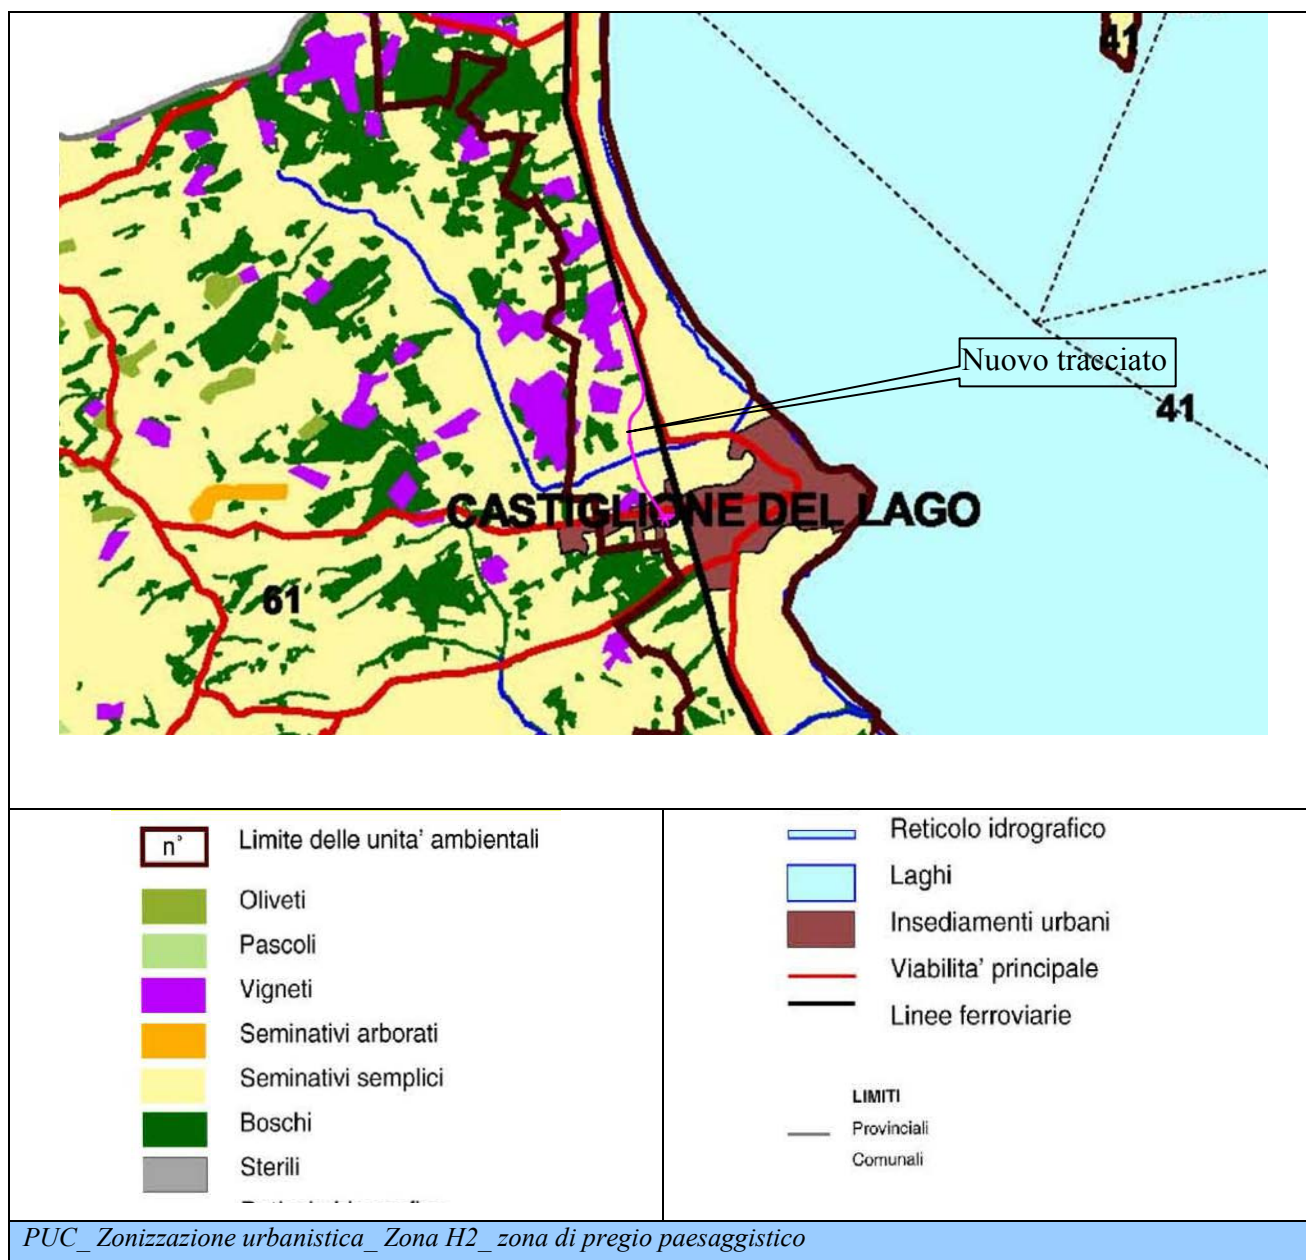 41
Nuovo tracciato
41
CASTIGLIONE DEL LAGO
61
n°
Limite delle unita' ambientali
Oliveti
Pascoli
Vigneti
Seminativi arborati
Seminativi semplici
Boschi
Sterili
Reticolo idrografico
Laghi
Insediamenti urbani
Viabilita' principale
Linee ferroviarie
LIMITI
Provinciali
Comunali
PUC_ Zonizzazione urbanistica_ Zona H2_ zona di pregio paesaggistico